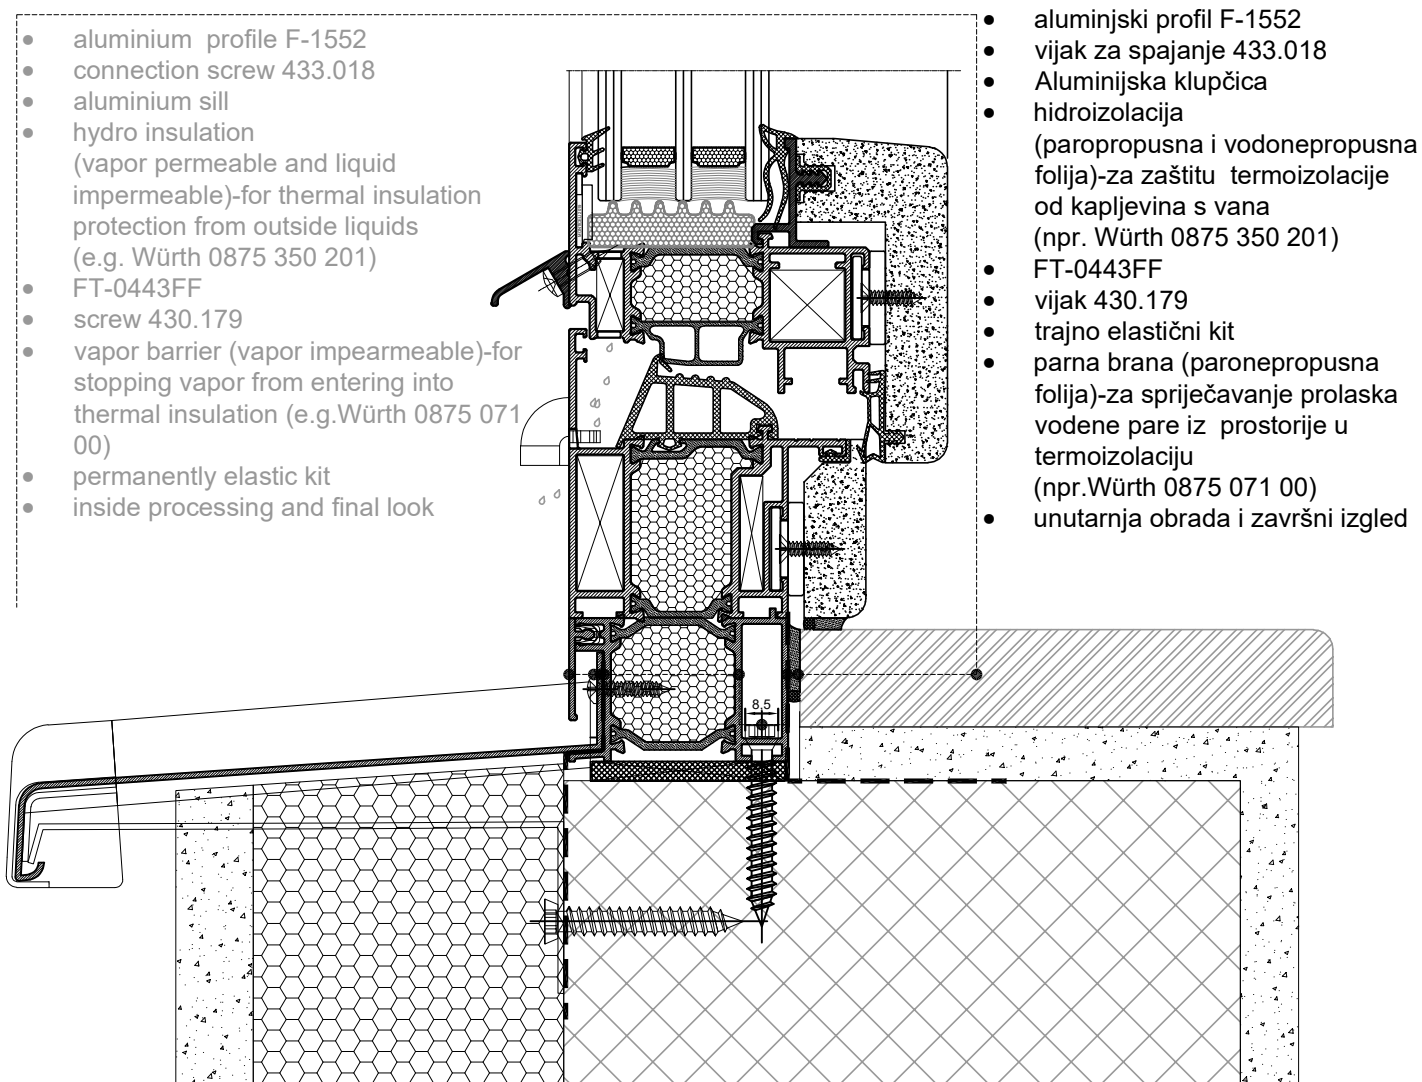 • aluminium profile F-1552
• connection screw 433.018
• aluminium sill
• hydro insulation
(vapor permeable and liquid
impermeable)-for thermal insulation
protection from outside liquids
(e.g. Würth 0875 350 201)
• FT-0443FF
• screw 430.179
• vapor barrier (vapor impearmeable)-for
stopping vapor from entering into
thermal insulation (e.g.Würth 0875 071
00)
• permanently elastic kit
• inside processing and final look
• aluminjski profil F-1552
• vijak za spajanje 433.018
• Aluminijska klupčica
• hidroizolacija
(paropropusna i vodonepropusna
folija)-za zaštitu termoizolacije
od kapljevina s vana
(npr. Würth 0875 350 201)
• FT-0443FF
• vijak 430.179
• trajno elastični kit
• parna brana (paronepropusna
folija)-za spriječavanje prolaska
vodene pare iz prostorije u
termoizolaciju
(npr.Würth 0875 071 00)
• unutarnja obrada i završni izgled
8,5